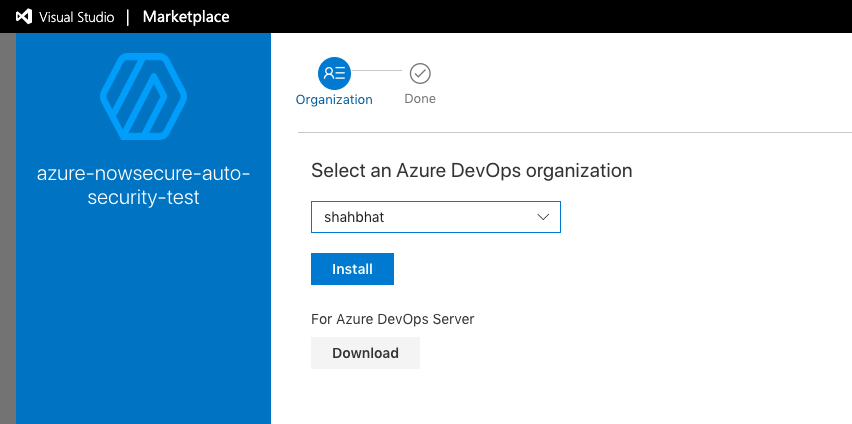 Visual Studio | Marketplace
azure-nowsecure-auto-
security-test
Organization
Done
Select an Azure DevOps organization
shahbhat
Install
For Azure DevOps Server
Download